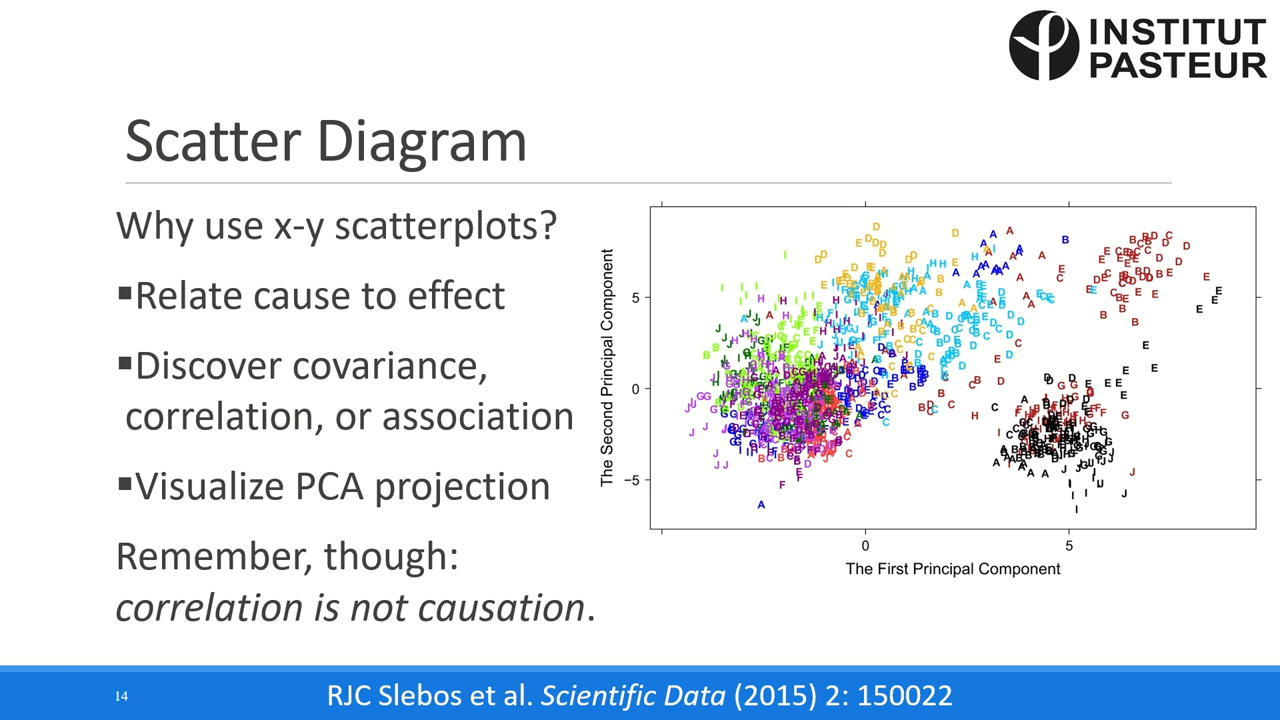 INSTITUT
PASTEUR
Scatter Diagram
Why use x-y scatterplots?
▪Relate cause to effect
▪Discover covariance,
correlation, or association
▪Visualize PCA projection
Remember, though:
correlation is not causation.
The Second Principal Component
5
0
−5
0 5
The First Principal Component
14
RJC Slebos et al. Scientific Data (2015) 2: 150022